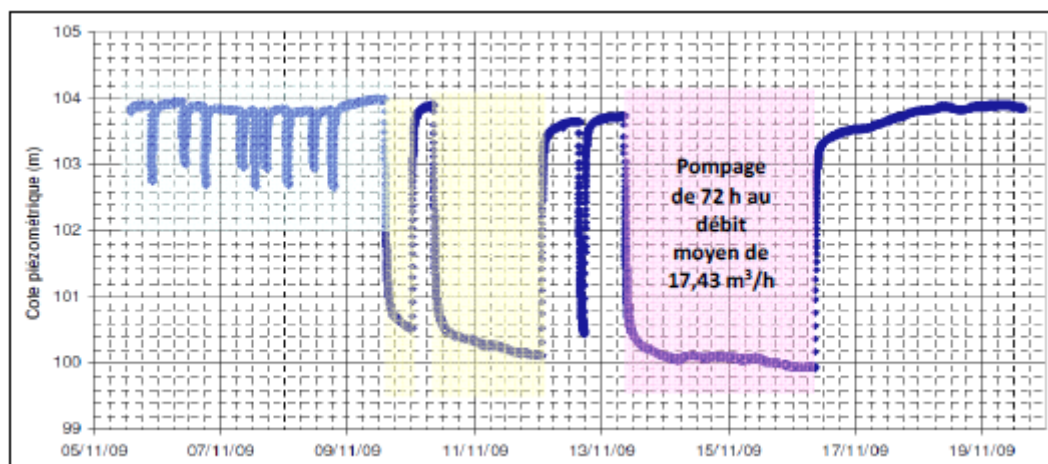 105
104
103
102
101
100
99
Cote piézométrique (m)
Pompage
de 72 h au
débit
moyen de
17,43 m³/h
05/11/09 07/11/09 09/11/09 11/11/09 13/11/09 15/11/09 17/11/09 19/11/09